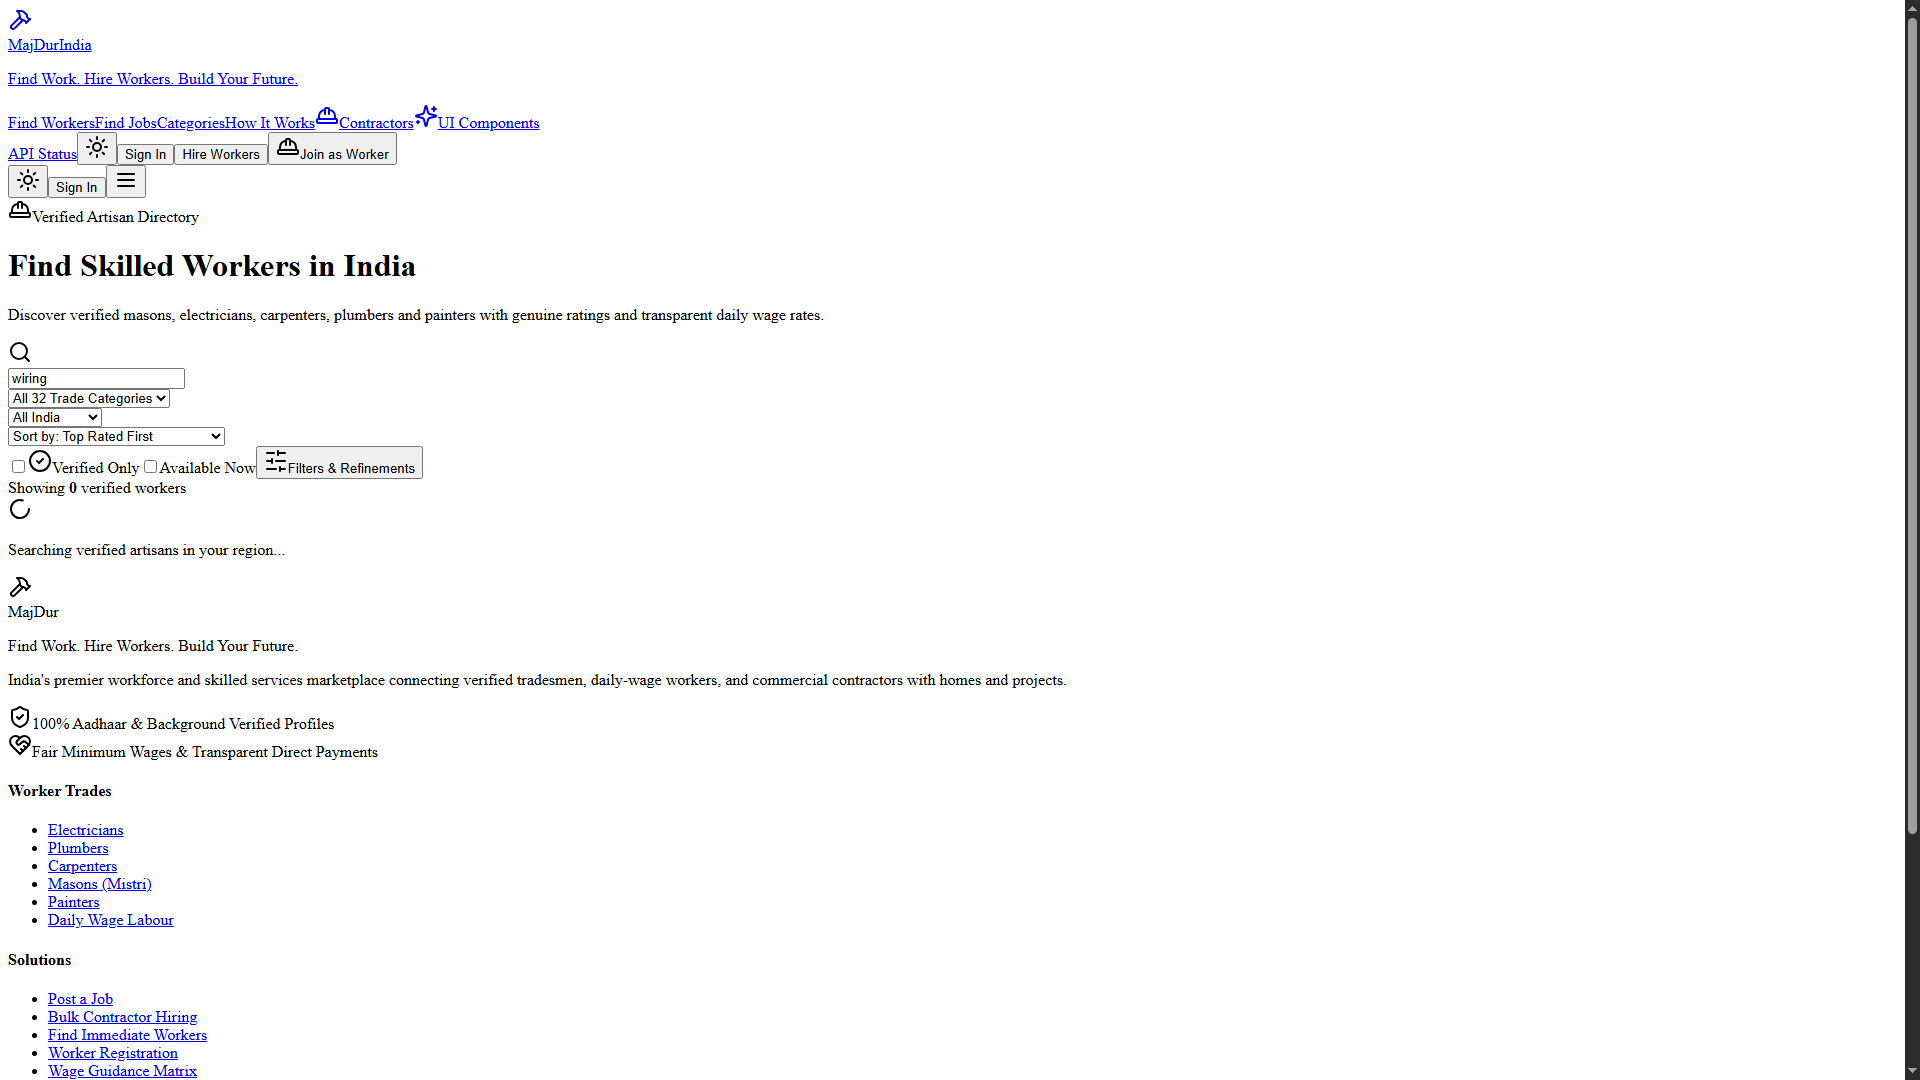 MajDurIndia
Find Work. Hire Workers. Build Your Future.
Find WorkersFind JobsCategoriesHow It WorksContractorsUI Components
API StatusSign InHire WorkersJoin as Worker
Sign In
Verified Artisan Directory
Find Skilled Workers in India
Discover verified masons, electricians, carpenters, plumbers and painters with genuine ratings and transparent daily wage rates.
wiring
All 32 Trade Categories
All India
Sort by: Top Rated First
Verified Only Available Now Filters & Refinements
Showing 0 verified workers
Searching verified artisans in your region...
MajDur
Find Work. Hire Workers. Build Your Future.
India's premier workforce and skilled services marketplace connecting verified tradesmen, daily-wage workers, and commercial contractors with homes and projects.
100% Aadhaar & Background Verified Profiles
Fair Minimum Wages & Transparent Direct Payments
Worker Trades
Electricians
Plumbers
Carpenters
Masons (Mistri)
Painters
Daily Wage Labour
Solutions
Post a Job
Bulk Contractor Hiring
Find Immediate Workers
Worker Registration
Wage Guidance Matrix